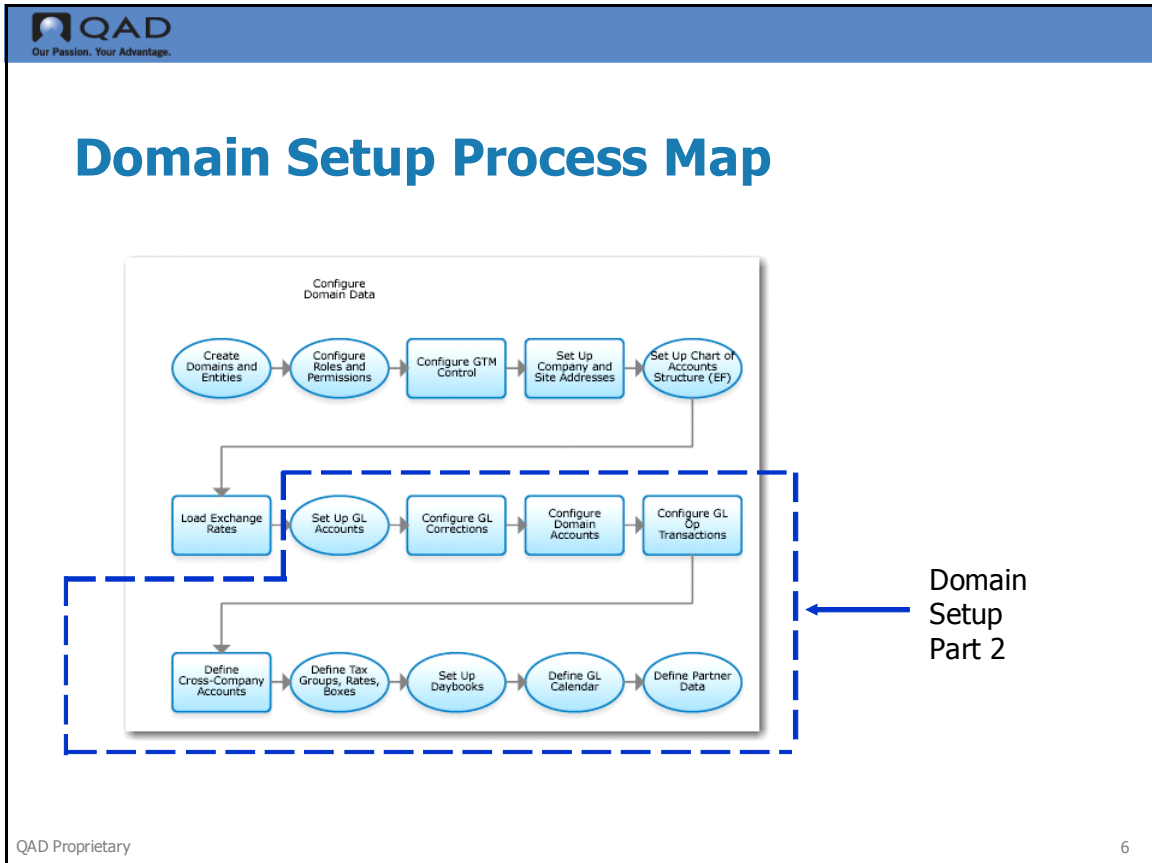 QAD
Our Passion. Your Advantage.
Domain Setup Process Map
Configure
Domain Data
Create
Domains and
Entities
Configure
Roles and
Permissions
Configure GTM
Control
Set Up
Company and
Site Addresses
Set Up Chart of
Accounts
Structure (EF)
Load Exchange
Rates
Set Up GL
Accounts
Configure GL
Corrections
Configure
Domain
Accounts
Configure GL
Op
Transactions
Define
Cross-Company
Accounts
Define Tax
Groups, Rates,
Boxes
Set Up
Daybooks
Define GL
Calendar
Define Partner
Data
Domain
Setup
Part 2
QAD Proprietary
6